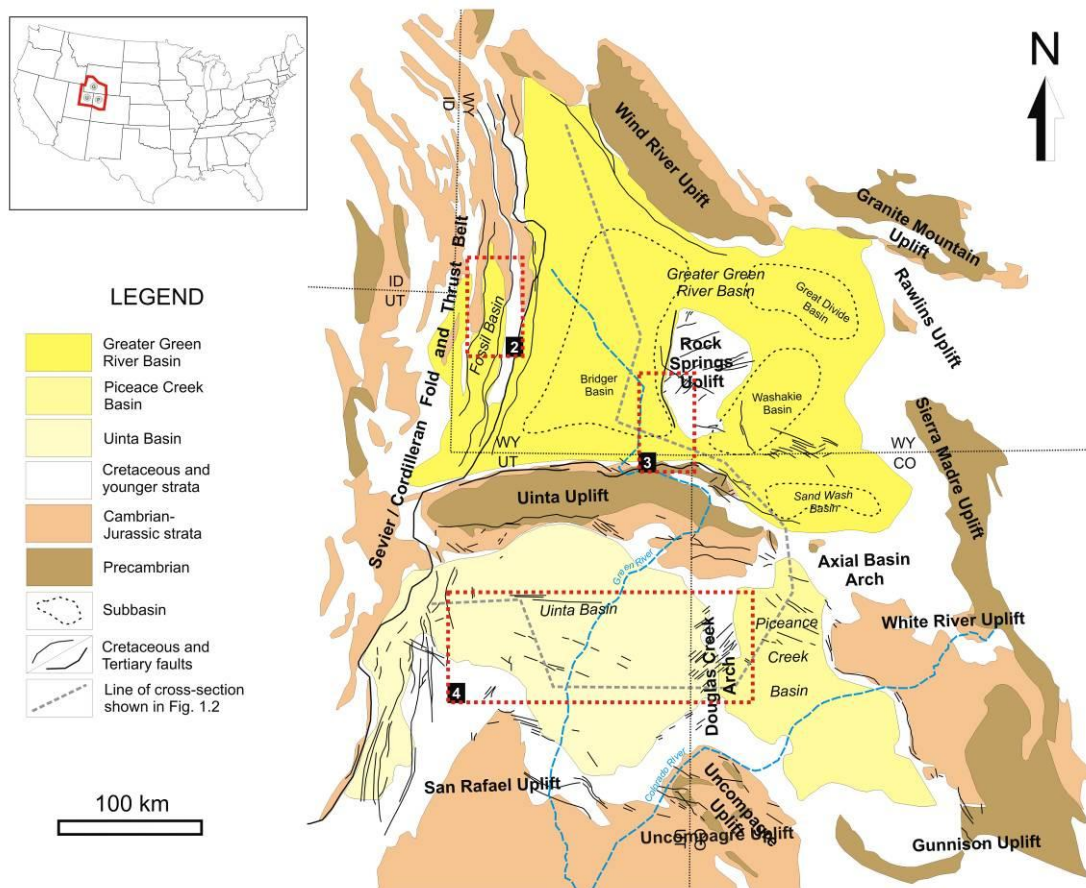 N
LEGEND
Greater Green
River Basin
Piceace Creek
Basin
Uinta Basin
Cretaceous and
younger strata
Cambrian-
Jurassic strata
Precambrian
Subbasin
Cretaceous and
Tertiary faults
Line of cross-section
shown in Fig. 1.2
100 km
ID
WY
Wind River Upift
Granite Mountain
Uplift
Rawlins Uplift
Sierra Madre Uplift
Sevier / Cordilleran Fold and Thrust Belt
ID
UT
Fossil Basin
2
Greater Green
River Basin
Great Divide
Basin
Rock
Springs
Uplift
Bridger
Basin
Washakie
Basin
WY
UT
WY
CO
3
Sand Wash
Basin
Uinta Uplift
Green River
Axial Basin
Arch
Uinta Basin
Piceance
Creek
Basin
White River Uplift
Douglas Creek
Arch
4
San Rafael Uplift
Colorado River
Uncompagre
Uplift
Uncompagre Uplift
UT
CO
Gunnison Uplift